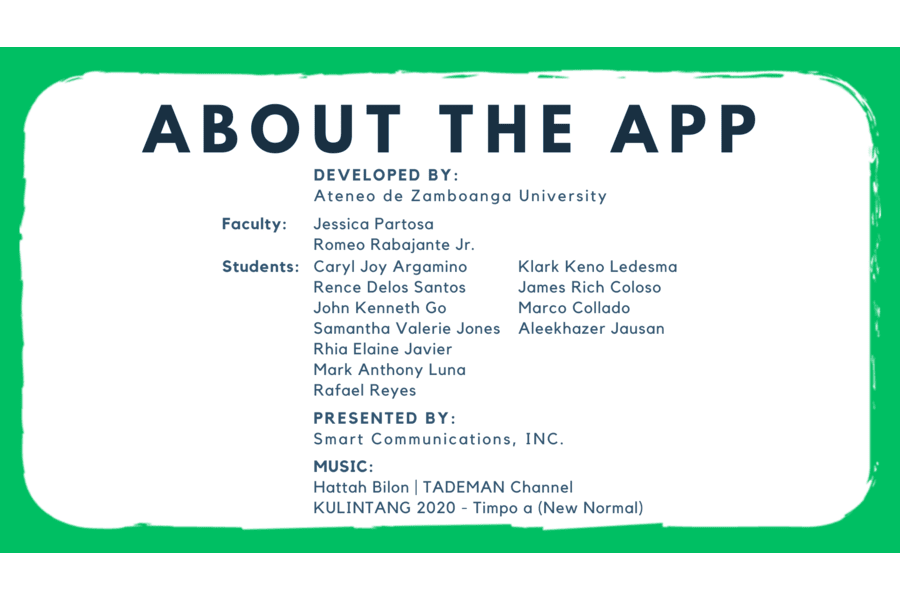 ABOUT THE APP
DEVELOPED BY:
Ateneo de Zamboanga University
Faculty: Jessica Partosa
Romeo Rabajante Jr.
Students: Caryl Joy Argamino Klark Keno Ledesma
Rence Delos Santos James Rich Coloso
John Kenneth Go Marco Collado
Samantha Valerie Jones Aleekhazer Jausan
Rhia Elaine Javier
Mark Anthony Luna
Rafael Reyes
PRESENTED BY:
Smart Communications, INC.
MUSIC:
Hattah Bilon | TADEMAN Channel
KULINTANG 2020 - Timpo a (New Normal)